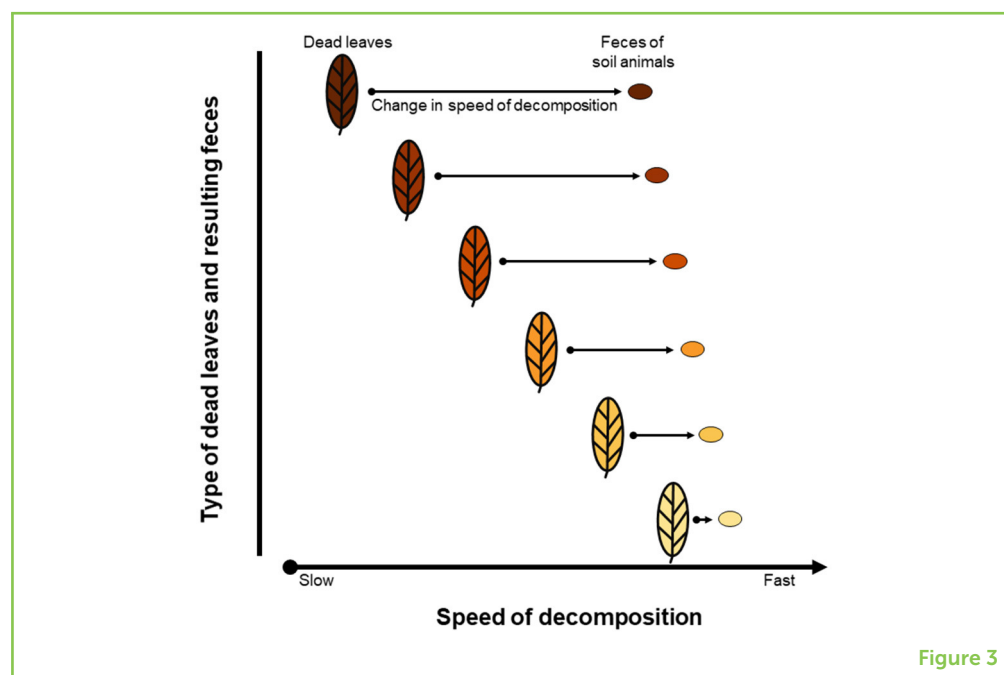 Dead leaves
Feces of
soil animals
Change in speed of decomposition
Type of dead leaves and resulting feces
Slow
Fast
Speed of decomposition
Figure 3